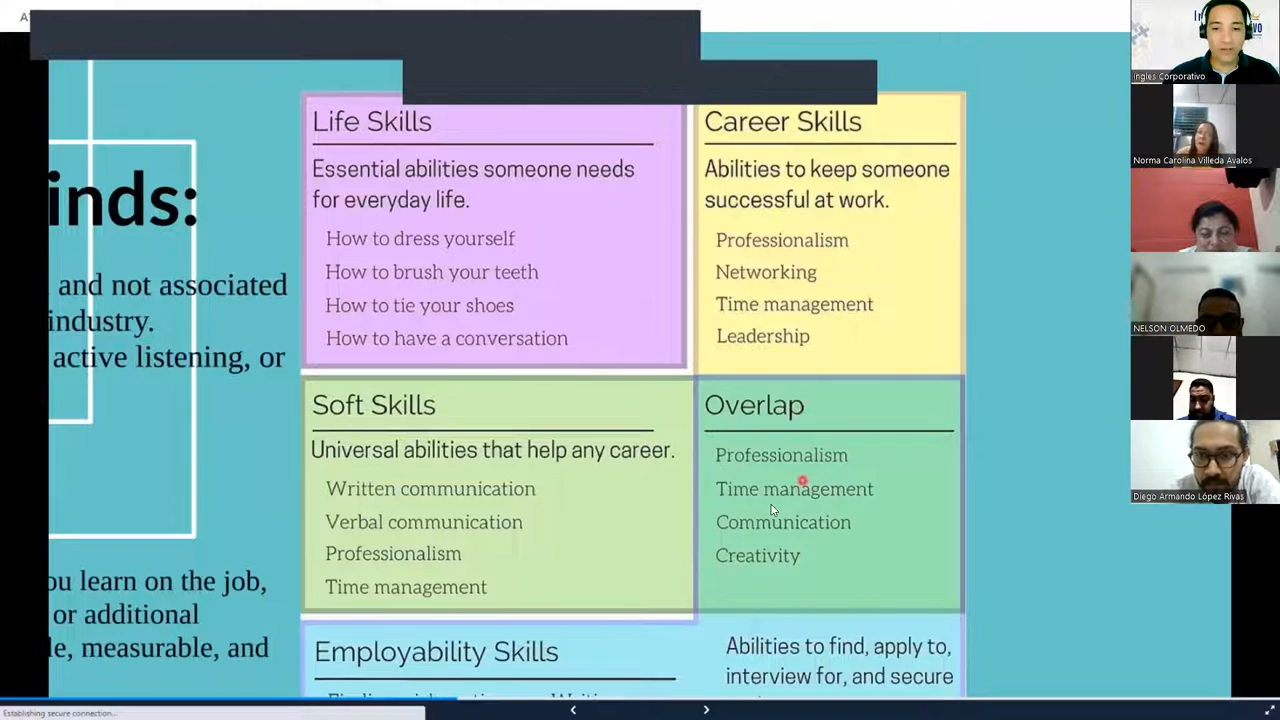 inds:
and not associated
industry.
active listening, or
ou learn on the job,
or additional
le, measurable, and
Life Skills
Essential abilities someone needs
for everyday life.
How to dress yourself
How to brush your teeth
How to tie your shoes
How to have a conversation
Career Skills
Abilities to keep someone
successful at work.
Professionalism
Networking
Time management
Leadership
Soft Skills
Universal abilities that help any career.
Written communication
Verbal communication
Professionalism
Time management
Overlap
Professionalism
Time management
Communication
Creativity
Employability Skills
Abilities to find, apply to,
interview for, and secure
Ingles Corporativo
Norma Carolina Villeda Avalos
NELSON OLMEDO
Diego Armando López Rivas
Establishing secure connection...